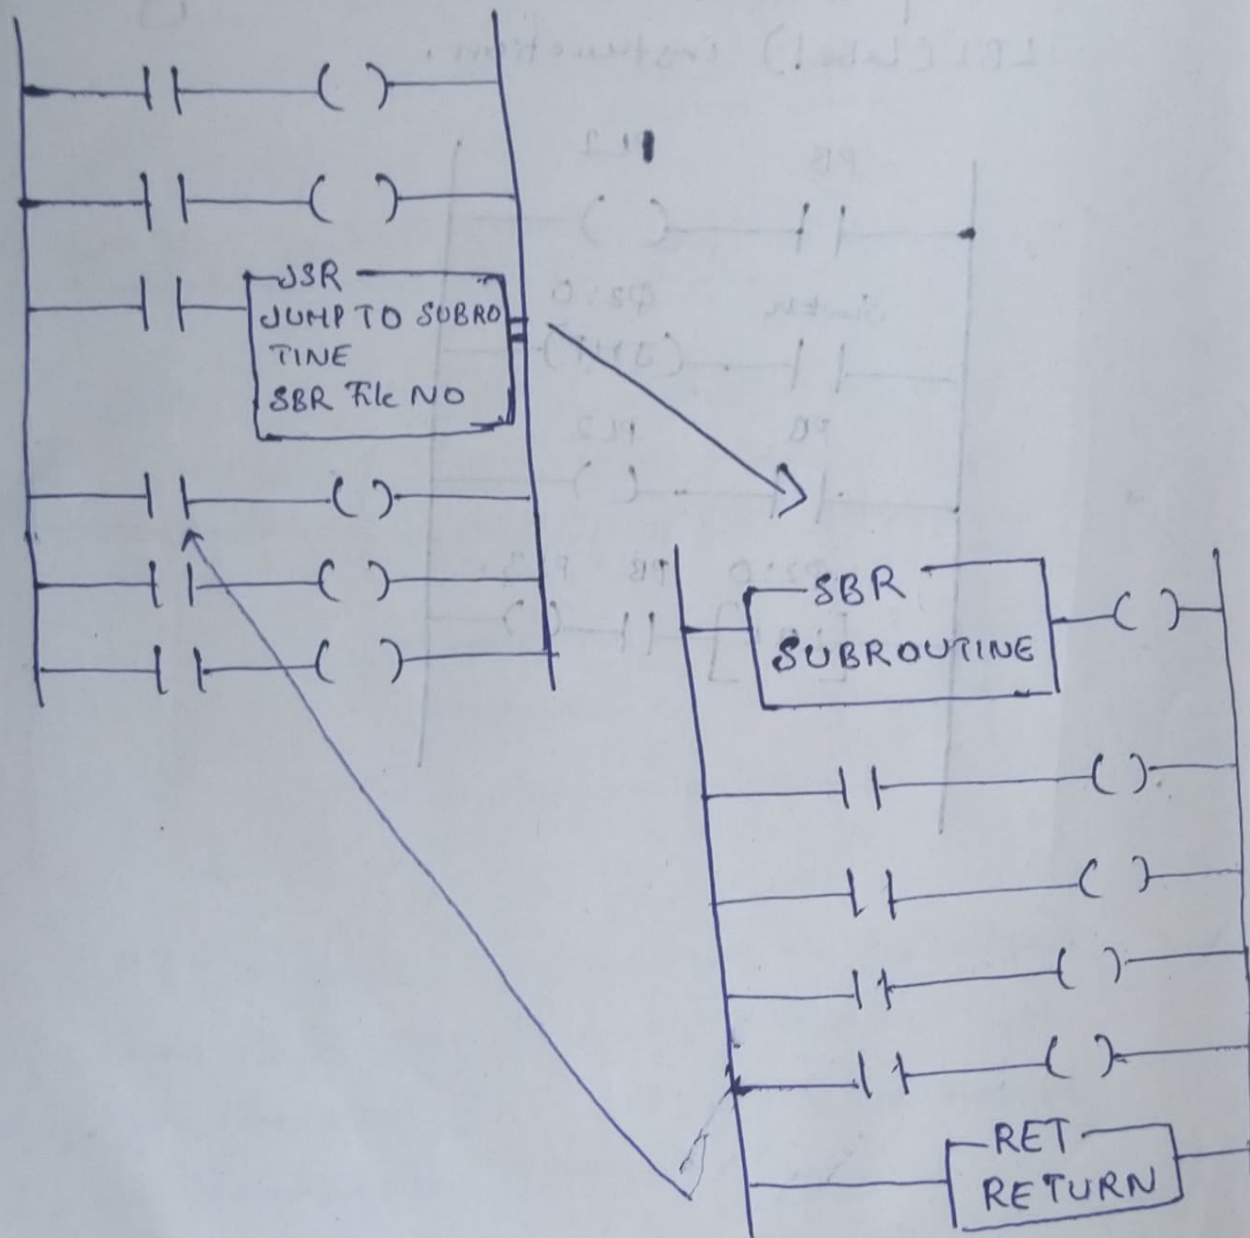 JSR
JUMP TO SUBRO
TINE
SBR File NO
SBR
SUBROUTINE
RET
RETURN